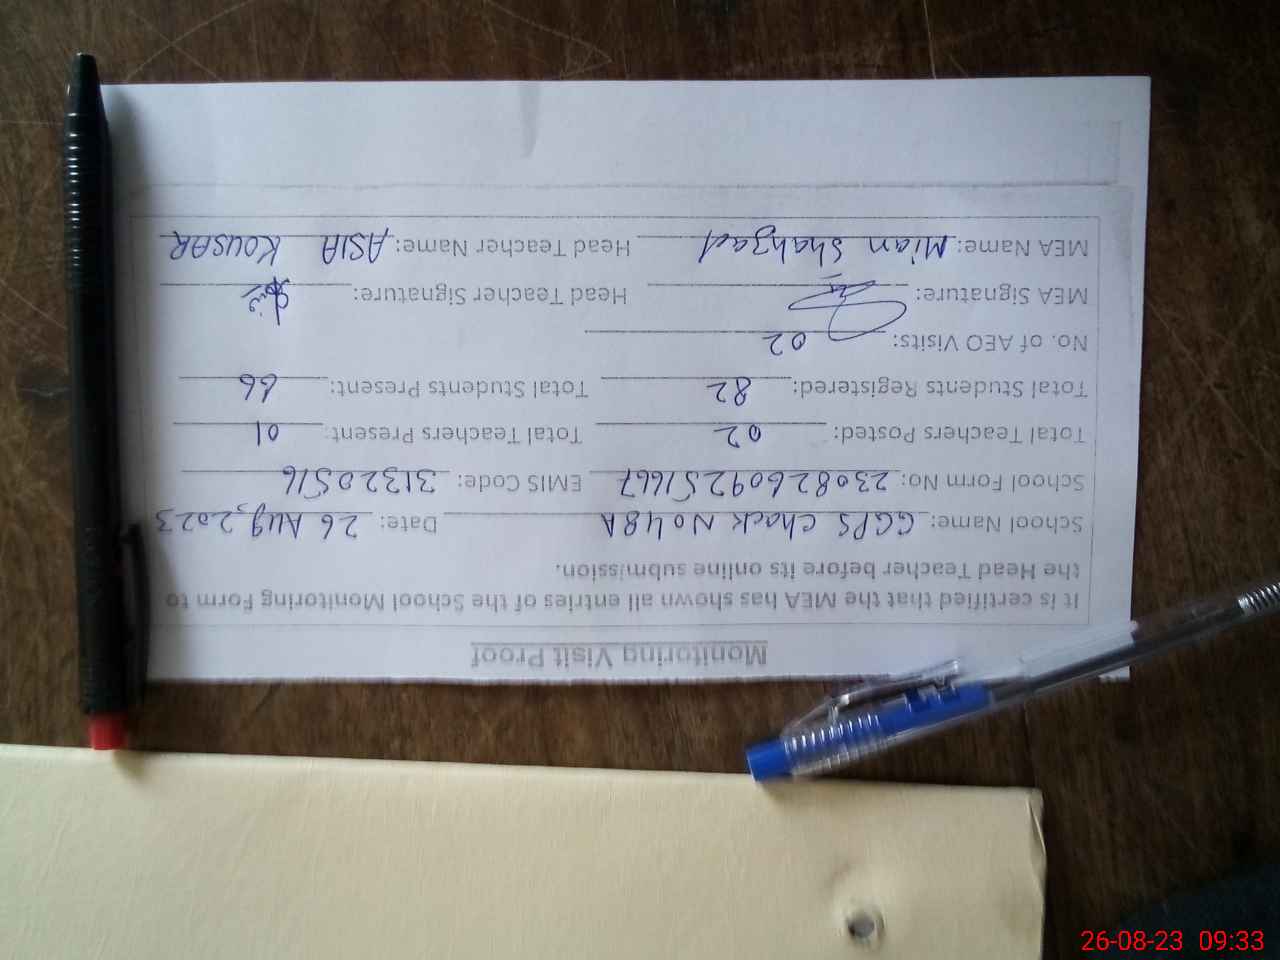 Monitoring Visit Proof
It is certified that the MEA has shown all entries of the School Monitoring Form to
the Head Teacher before its online submission.
School Name: GGPS Chack No 48A Date: 26 Aug, 2023
School Form No: 23082609251667 EMIS Code: 31320516
Total Teachers Posted: 02 Total Teachers Present: 01
Total Students Registered: 82 Total Students Present: 66
No. of AEO Visits: 02
MEA Signature: Head Teacher Signature:
MEA Name: Mian Shahzad Head Teacher Name: ASIA KOUSAR
26-08-23 09:33